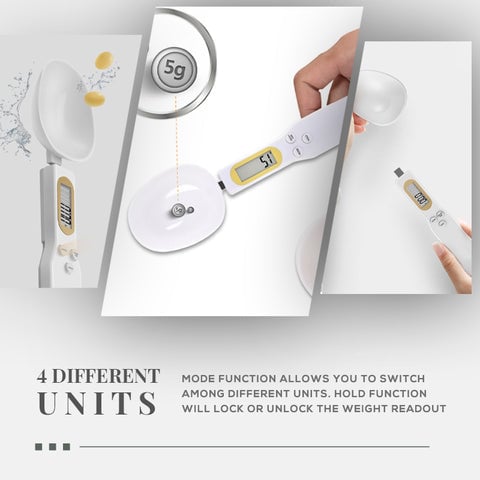 5g
5g
4 DIFFERENT
UNITS
MODE FUNCTION ALLOWS YOU TO SWITCH
AMONG DIFFERENT UNITS. HOLD FUNCTION
WILL LOCK OR UNLOCK THE WEIGHT READOUT